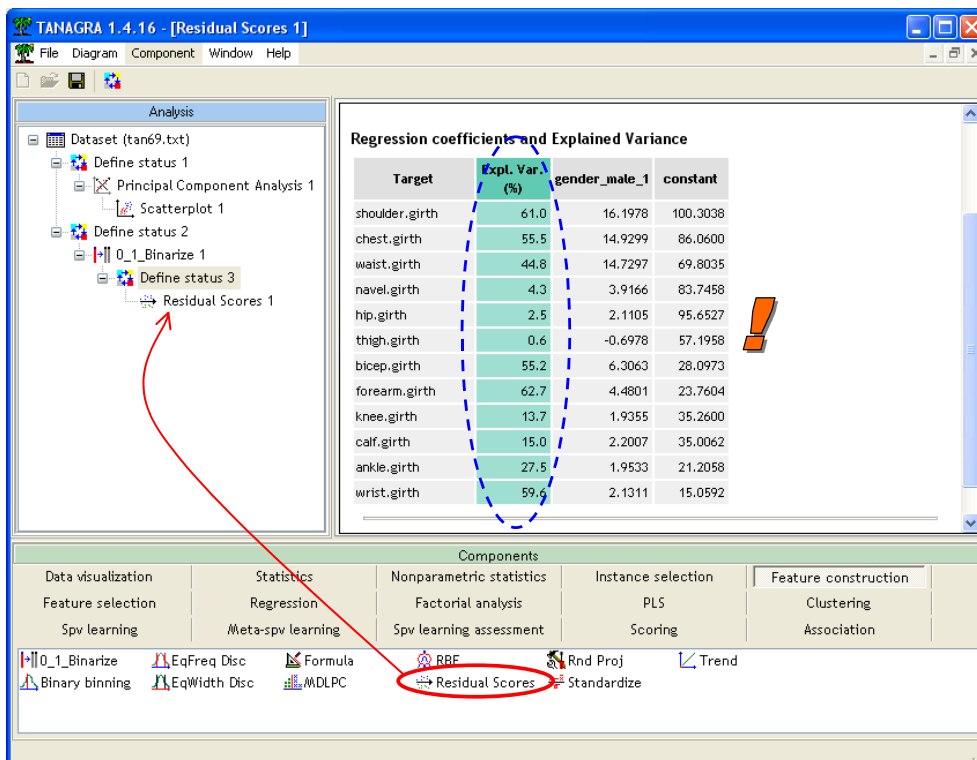 TANAGRA 1.4.16 - [Residual Scores 1]
File Diagram Component Window Help
Analysis
Dataset (tan69.txt)
Define status 1
Principal Component Analysis 1
Scatterplot 1
Define status 2
0_1_Binarize 1
Define status 3
Residual Scores 1
Regression coefficients and Explained Variance
Target Expl. Var. (%) gender_male_1 constant
shoulder.girth 61.0 16.1978 100.3038
chest.girth 55.5 14.9299 86.0600
waist.girth 44.8 14.7297 69.8035
navel.girth 4.3 3.9166 83.7458
hip.girth 2.5 2.1105 95.6527
thigh.girth 0.6 -0.6978 57.1958
bicep.girth 55.2 6.3063 28.0973
forearm.girth 62.7 4.4801 23.7604
knee.girth 13.7 1.9355 35.2600
calf.girth 15.0 2.2007 35.0062
ankle.girth 27.5 1.9533 21.2058
wrist.girth 59.6 2.1311 15.0592
!
Components
Data visualization Statistics Nonparametric statistics Instance selection Feature construction
Feature selection Regression Factorial analysis PLS Clustering
Spv learning Meta-spv learning Spv learning assessment Scoring Association
0_1_Binarize EqFreq Disc Formula RBF Rnd Proj Trend
Binary binning EqWidth Disc MDLPC Residual Scores Standardize